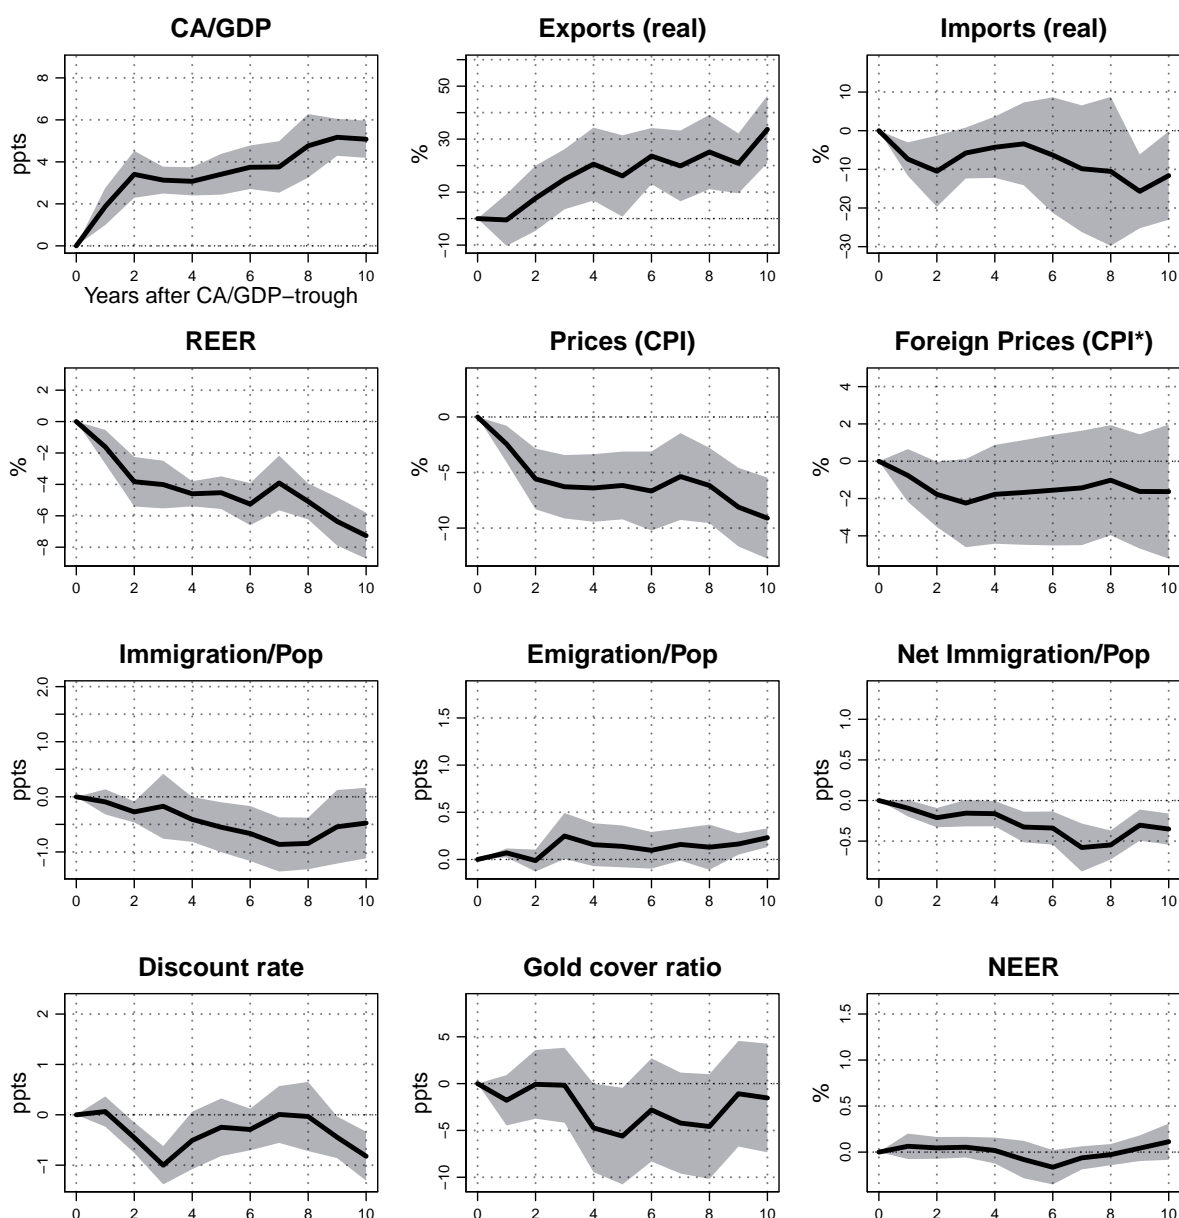 CA/GDP Exports (real) Imports (real)
ppts % %
8 6 4 2 0
50 30 10 −10
10 0 −10 −20 −30
0 2 4 6 8 10 0 2 4 6 8 10 0 2 4 6 8 10
Years after CA/GDP−trough
REER Prices (CPI) Foreign Prices (CPI*)
% % %
2 0 −2 −4 −6 −8
0 −5 −10
4 2 0 −2 −4
0 2 4 6 8 10 0 2 4 6 8 10 0 2 4 6 8 10
Immigration/Pop Emigration/Pop Net Immigration/Pop
ppts ppts ppts
2.0 1.0 0.0 −1.0
1.5 1.0 0.5 0.0
1.0 0.5 0.0 −0.5
0 2 4 6 8 10 0 2 4 6 8 10 0 2 4 6 8 10
Discount rate Gold cover ratio NEER
ppts ppts %
2 1 0 −1
5 0 −5 −10
1.5 1.0 0.5 0.0
0 2 4 6 8 10 0 2 4 6 8 10 0 2 4 6 8 10